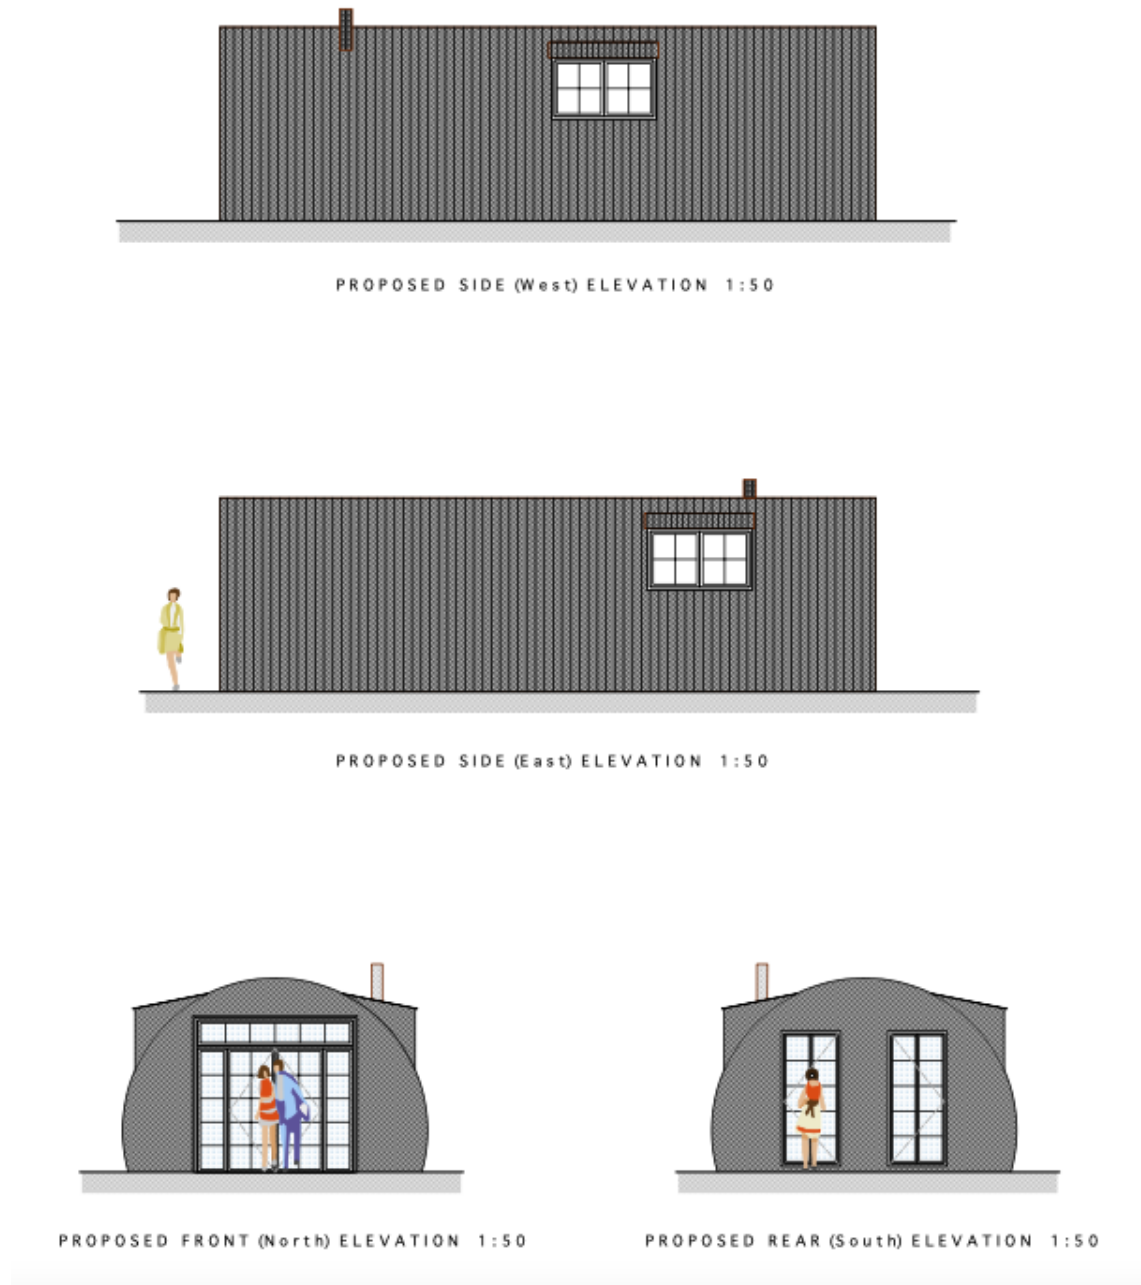 PROPOSED SIDE (West) ELEVATION 1:50
PROPOSED SIDE (East) ELEVATION 1:50
PROPOSED FRONT (North) ELEVATION 1:50
PROPOSED REAR (South) ELEVATION 1:50